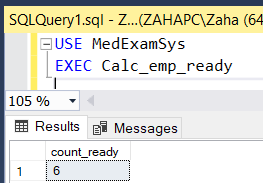 SQLQuery1.sql - Z...(ZAHAPC\Zaha (64
USE MedExamSys
EXEC Calc_emp_ready
105 %
Results Messages
count_ready
1 6